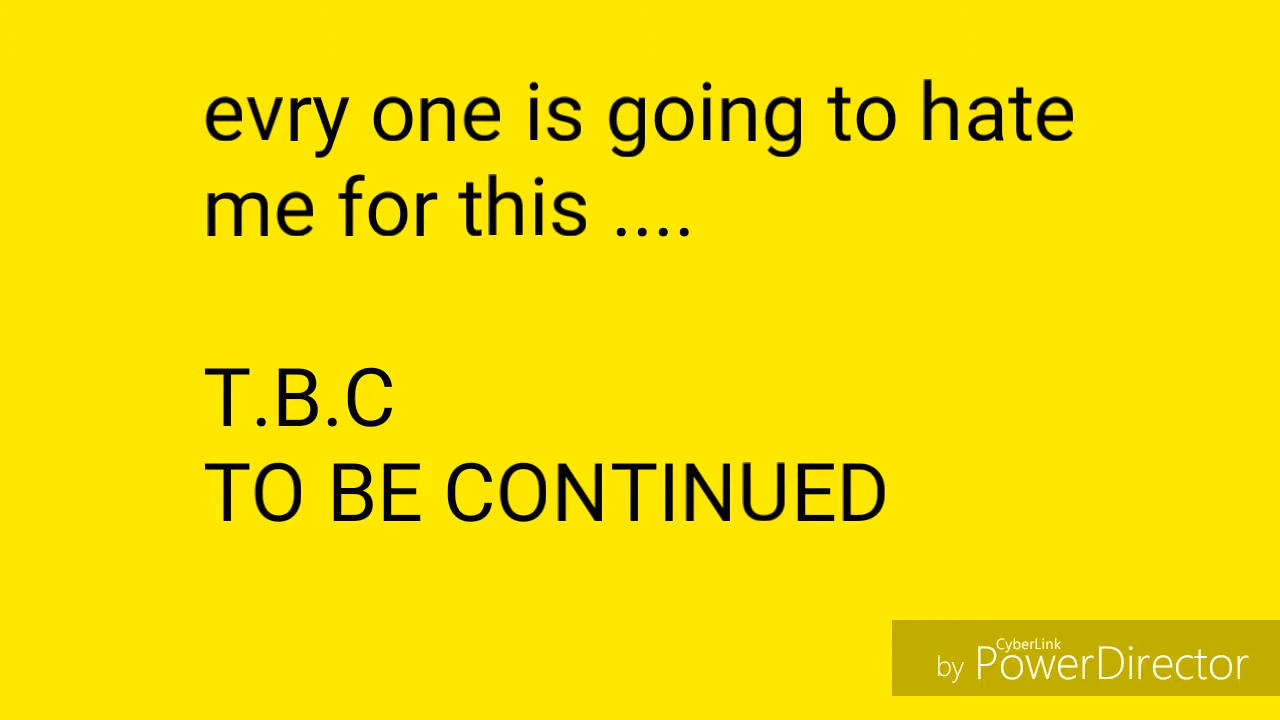 evry one is going to hate
me for this ....
T.B.C
TO BE CONTINUED
by CyberLink PowerDirector